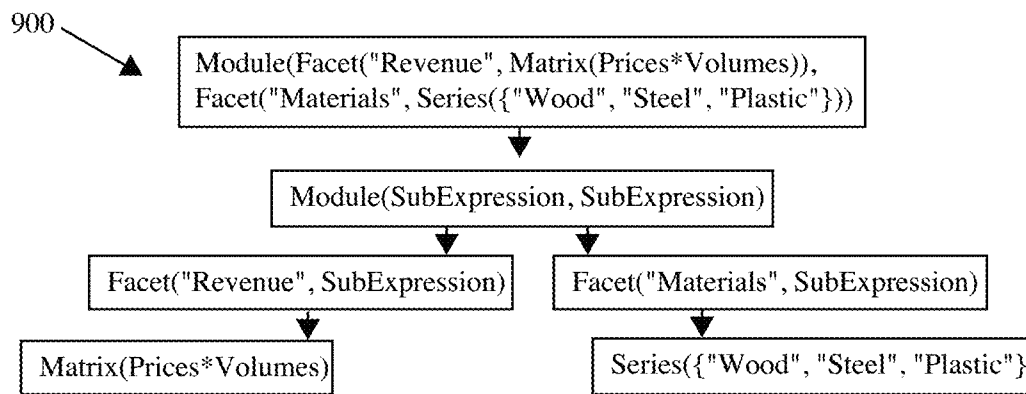 900
Module(Facet("Revenue", Matrix(Prices*Volumes)),
Facet("Materials", Series({"Wood", "Steel", "Plastic"}))
Module(SubExpression, SubExpression)
Facet("Revenue", SubExpression)
Facet("Materials", SubExpression)
Matrix(Prices*Volumes)
Series({"Wood", "Steel", "Plastic"}